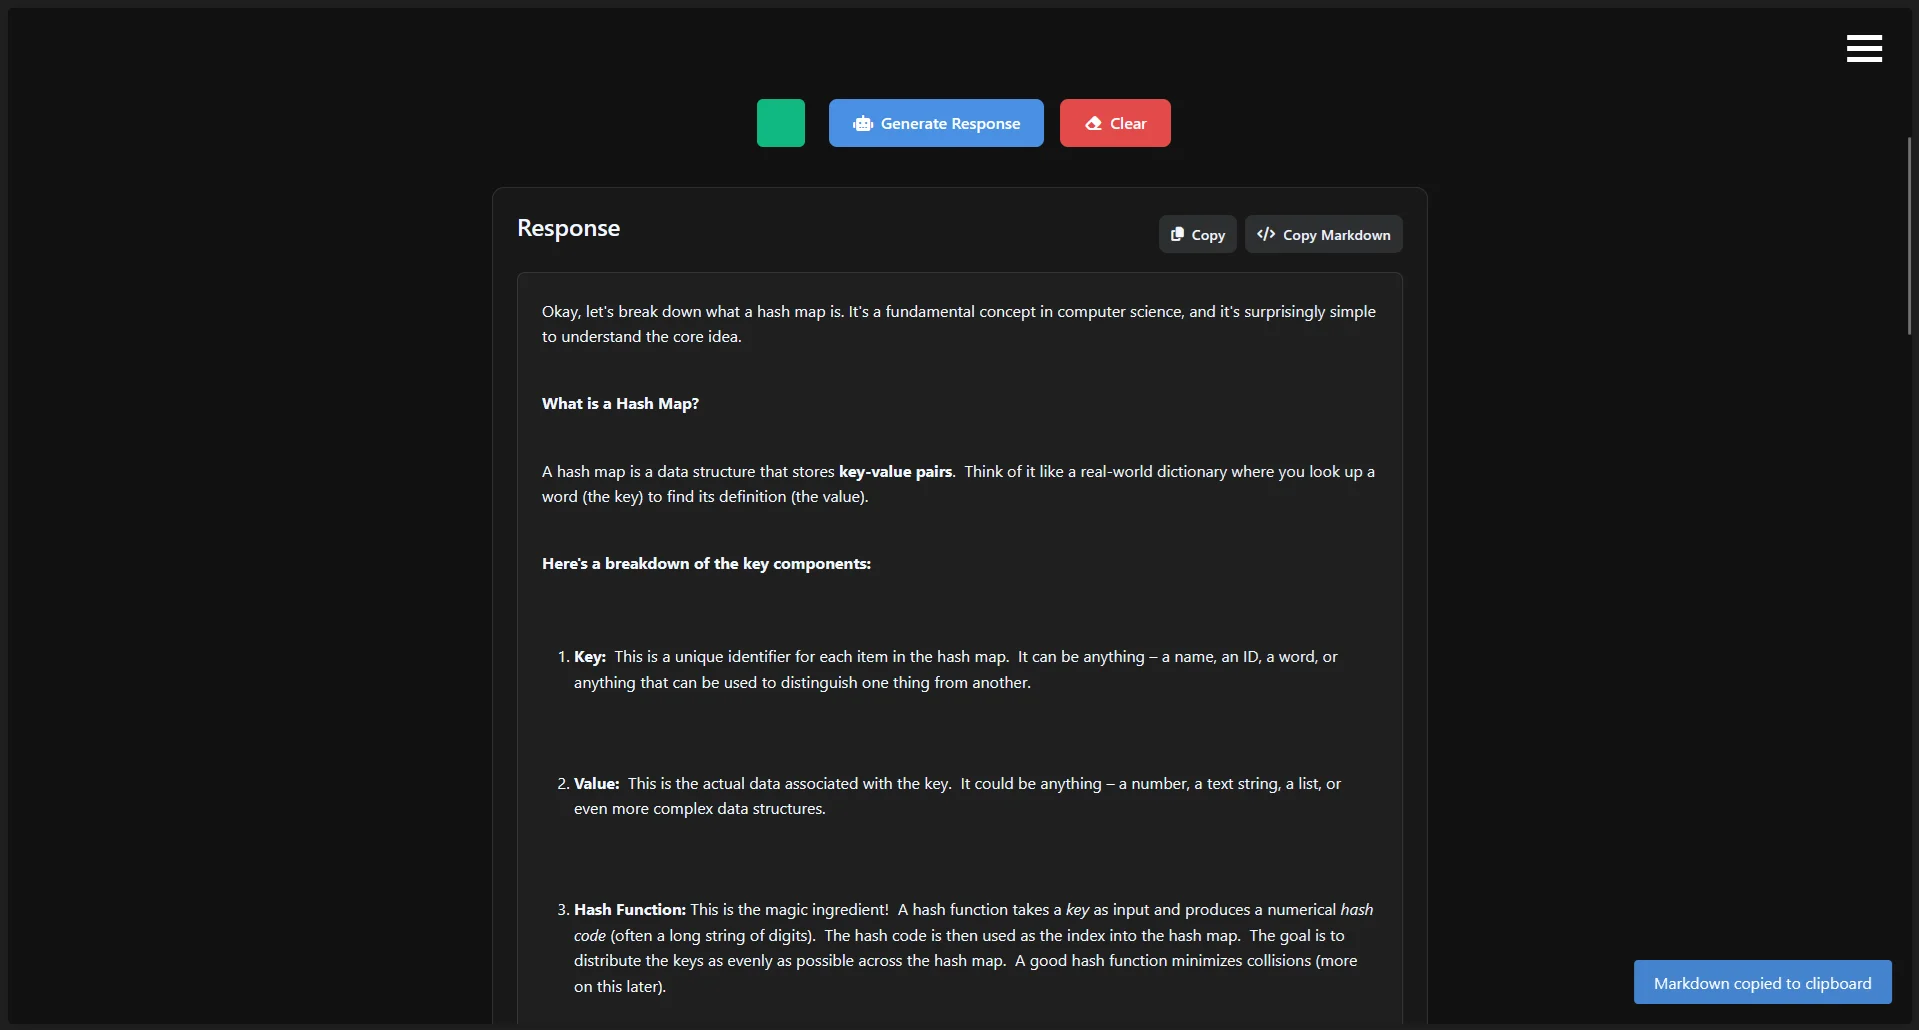 Generate Response
Clear
Response
Copy
Copy Markdown
Okay, let's break down what a hash map is. It's a fundamental concept in computer science, and it's surprisingly simple
to understand the core idea.
What is a Hash Map?
A hash map is a data structure that stores key-value pairs.  Think of it like a real-world dictionary where you look up a
word (the key) to find its definition (the value).
Here's a breakdown of the key components:
1. Key:  This is a unique identifier for each item in the hash map.  It can be anything – a name, an ID, a word, or
anything that can be used to distinguish one thing from another.
2. Value:  This is the actual data associated with the key.  It could be anything – a number, a text string, a list, or
even more complex data structures.
3. Hash Function: This is the magic ingredient!  A hash function takes a key as input and produces a numerical hash
code (often a long string of digits).  The hash code is then used as the index into the hash map.  The goal is to
distribute the keys as evenly as possible across the hash map.  A good hash function minimizes collisions (more
on this later).
Markdown copied to clipboard